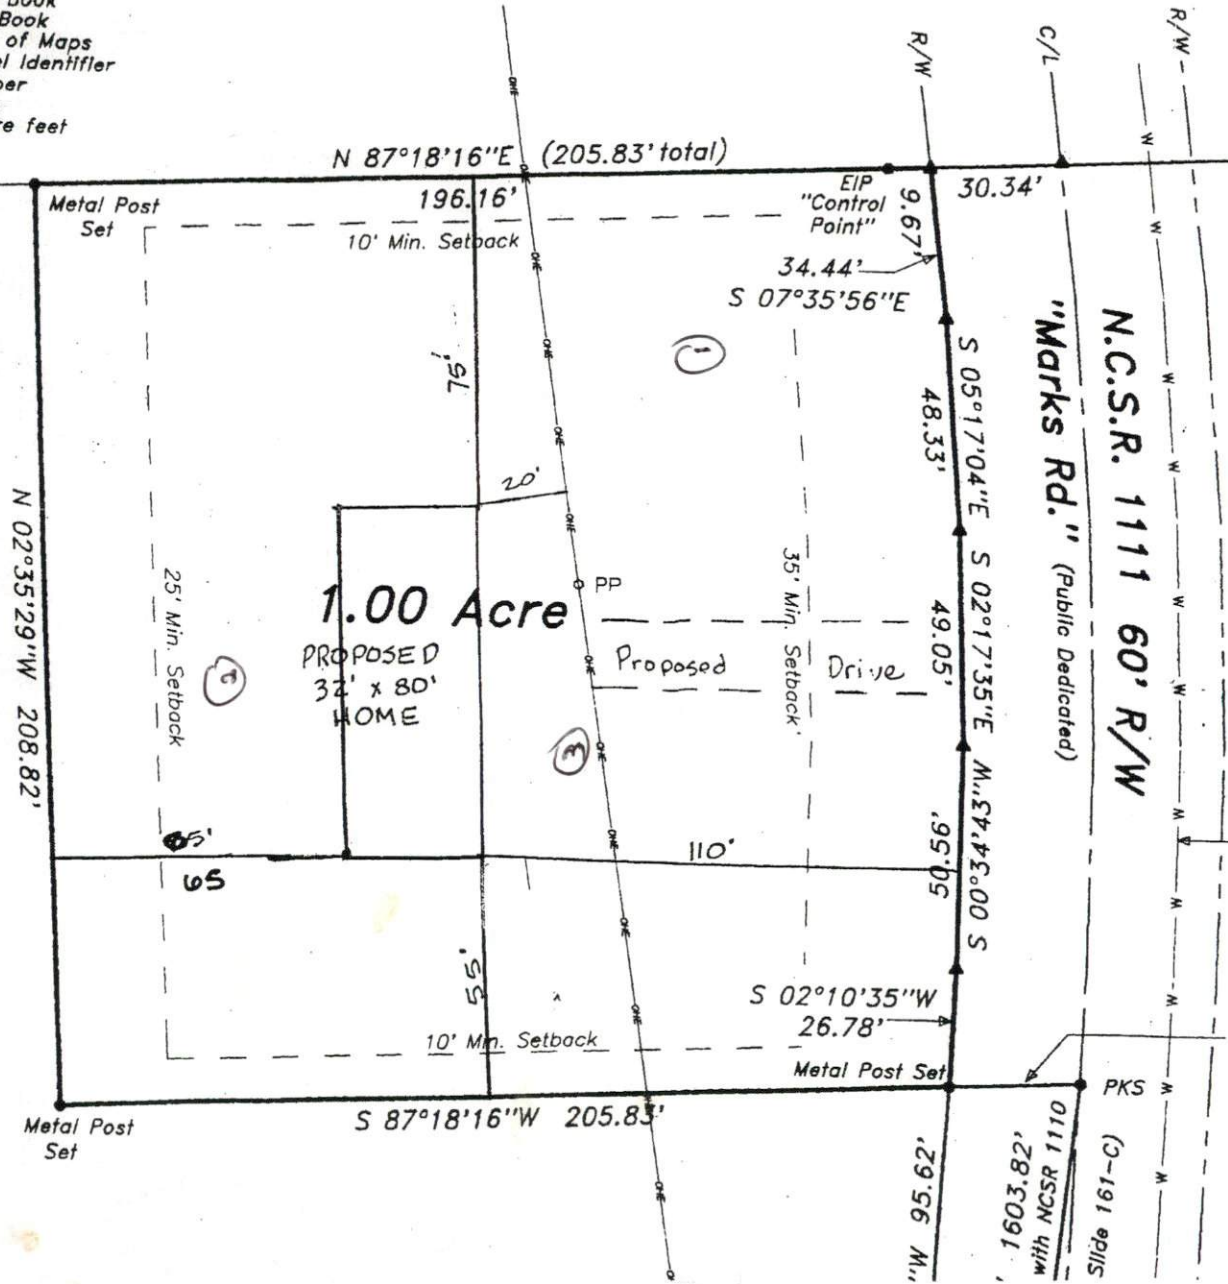 Book
Book
of Maps
Identifier
feet
N 87°18'16"E (205.83' total)
196.16'
Metal Post
Set
10' Min. Setback
EIP
"Control
Point"
9.67'
30.34'
34.44'
S 07°35'56"E
R/W
C/L
R/W
N.C.S.R. 1111 60' R/W
"Marks Rd." (Public Dedicated)
1
75'
20'
S 05°17'04"E
48.33'
S 02°17'35"E
49.05'
S 00°34'43"W
50.56'
35' Min. Setback
25' Min. Setback
N 02°35'29"W 208.82'
1.00 Acre
PP
PROPOSED
32' x 80'
HOME
Proposed Drive
2
3
65
110'
55'
S 02°10'35"W
26.78'
10' Min. Setback
Metal Post Set
PKS
S 87°18'16"W 205.83'
Metal Post
Set
"W 95.62'
' 1603.82'
with NCSR 1110
Slide 161-C)
OHE
W